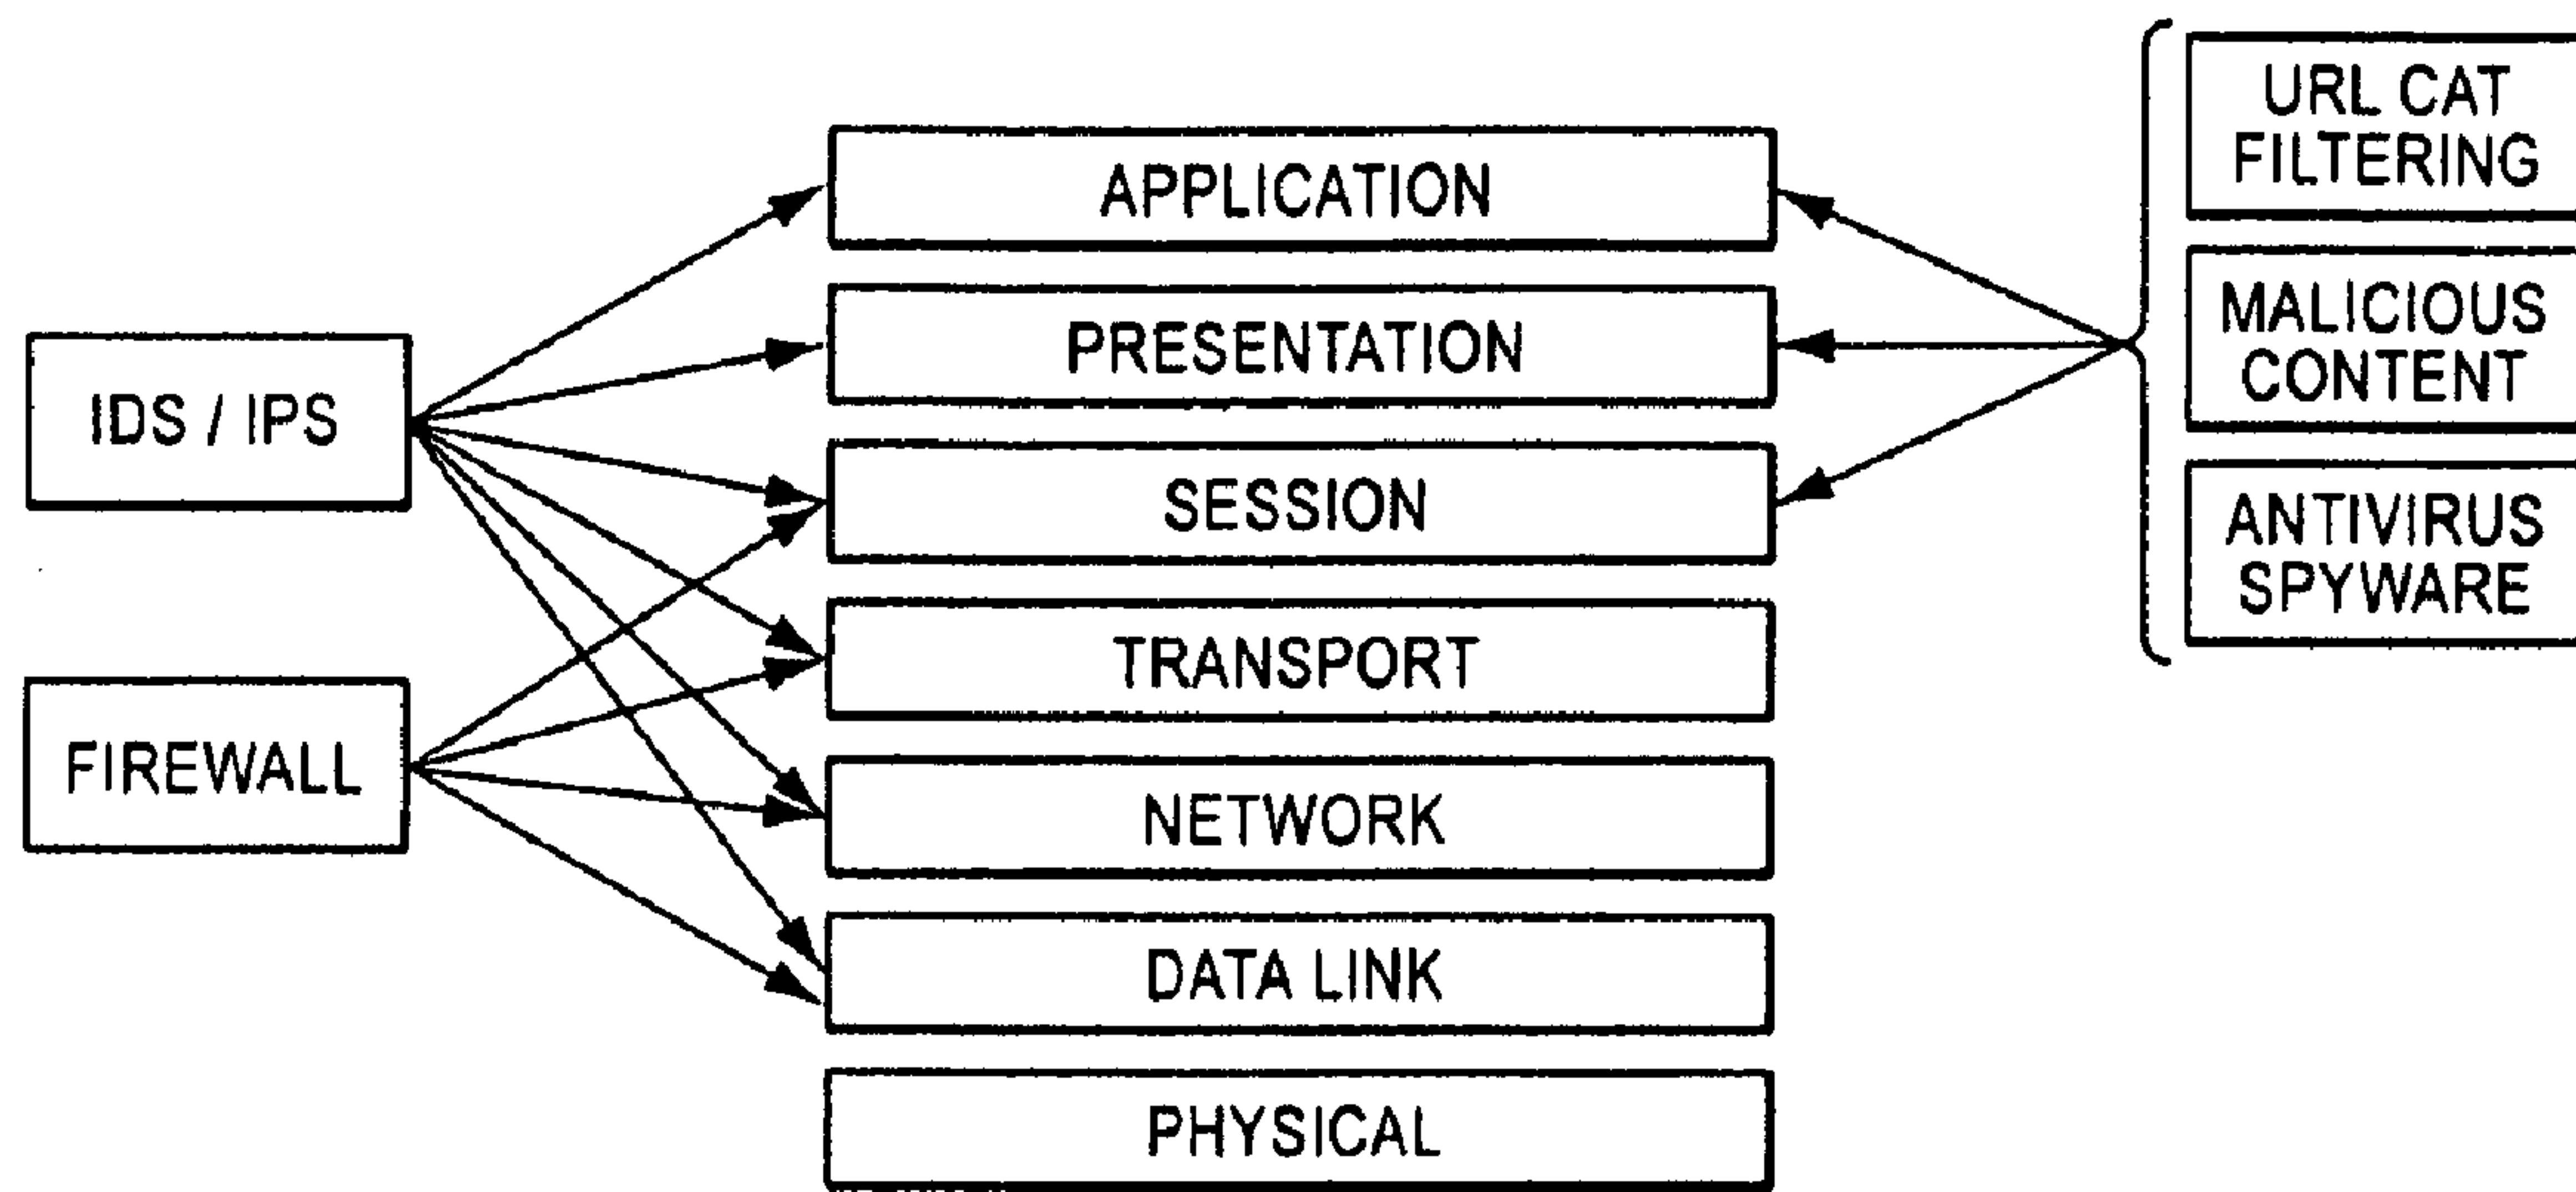 IDS / IPS
FIREWALL
APPLICATION
PRESENTATION
SESSION
TRANSPORT
NETWORK
DATA LINK
PHYSICAL
URL CAT
FILTERING
MALICIOUS
CONTENT
ANTIVIRUS
SPYWARE